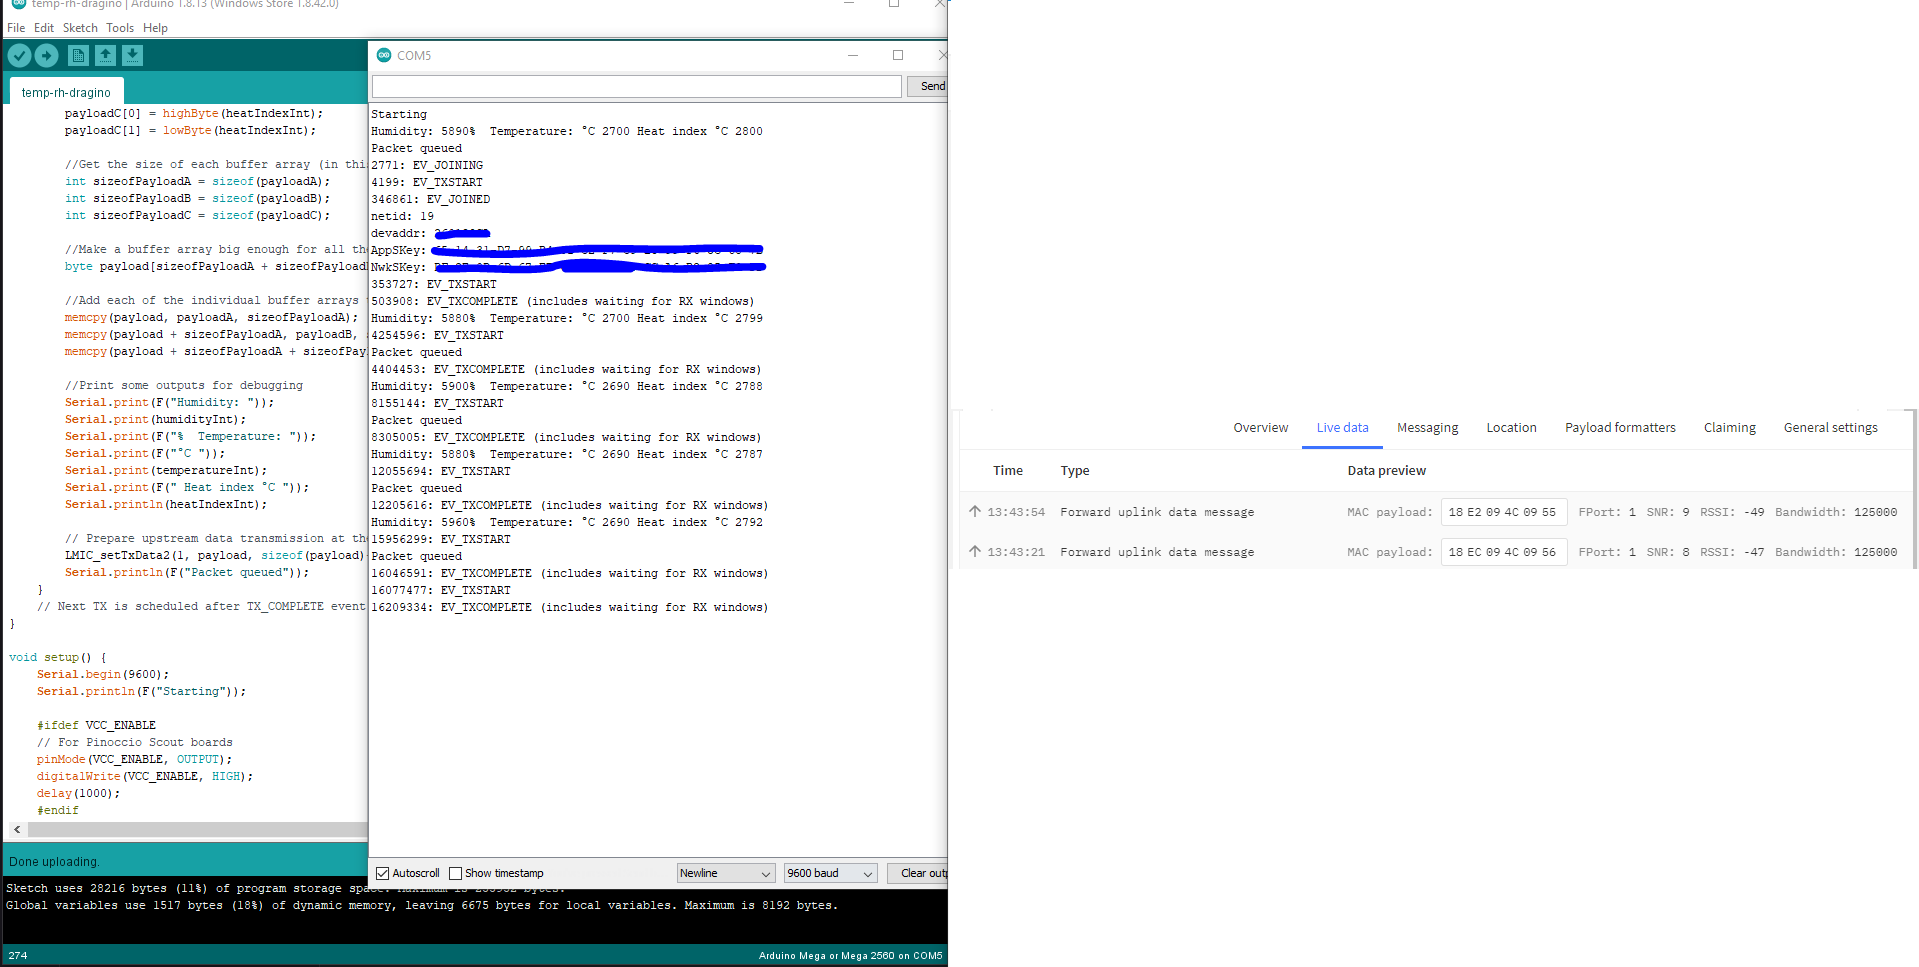 temp-rh-dragino | Arduino 1.8.13 (Windows Store 1.8.42.0)
File Edit Sketch Tools Help
temp-rh-dragino
payloadC[0] = highByte(heatIndexInt);
payloadC[1] = lowByte(heatIndexInt);
//Get the size of each buffer array (in thi
int sizeofPayloadA = sizeof(payloadA);
int sizeofPayloadB = sizeof(payloadB);
int sizeofPayloadC = sizeof(payloadC);
//Make a buffer array big enough for all th
byte payload[sizeofPayloadA + sizeofPayload
//Add each of the individual buffer arrays
memcpy(payload, payloadA, sizeofPayloadA);
memcpy(payload + sizeofPayloadA, payloadB,
memcpy(payload + sizeofPayloadA + sizeofPay
//Print some outputs for debugging
Serial.print(F("Humidity: "));
Serial.print(humidityInt);
Serial.print(F("%  Temperature: "));
Serial.print(F("°C "));
Serial.print(temperatureInt);
Serial.print(F(" Heat index °C "));
Serial.println(heatIndexInt);
// Prepare upstream data transmission at the
LMIC_setTxData2(1, payload, sizeof(payload)
Serial.println(F("Packet queued"));
}
// Next TX is scheduled after TX_COMPLETE event
}
void setup() {
Serial.begin(9600);
Serial.println(F("Starting"));
#ifdef VCC_ENABLE
// For Pinoccio Scout boards
pinMode(VCC_ENABLE, OUTPUT);
digitalWrite(VCC_ENABLE, HIGH);
delay(1000);
#endif
Done uploading.
Sketch uses 28216 bytes (11%) of program storage space. Maximum is 253952 bytes.
Global variables use 1517 bytes (18%) of dynamic memory, leaving 6675 bytes for local variables. Maximum is 8192 bytes.
274
Arduino Mega or Mega 2560 on COM5
COM5
Send
Starting
Humidity: 5890%  Temperature: °C 2700 Heat index °C 2800
Packet queued
2771: EV_JOINING
4199: EV_TXSTART
346861: EV_JOINED
netid: 19
devaddr:
AppSKey:
NwkSKey:
353727: EV_TXSTART
503908: EV_TXCOMPLETE (includes waiting for RX windows)
Humidity: 5880%  Temperature: °C 2700 Heat index °C 2799
4254596: EV_TXSTART
Packet queued
4404453: EV_TXCOMPLETE (includes waiting for RX windows)
Humidity: 5900%  Temperature: °C 2690 Heat index °C 2788
8155144: EV_TXSTART
Packet queued
8305005: EV_TXCOMPLETE (includes waiting for RX windows)
Humidity: 5880%  Temperature: °C 2690 Heat index °C 2787
12055694: EV_TXSTART
Packet queued
12205616: EV_TXCOMPLETE (includes waiting for RX windows)
Humidity: 5960%  Temperature: °C 2690 Heat index °C 2792
15956299: EV_TXSTART
Packet queued
16046591: EV_TXCOMPLETE (includes waiting for RX windows)
16077477: EV_TXSTART
16209334: EV_TXCOMPLETE (includes waiting for RX windows)
Autoscroll Show timestamp Newline 9600 baud Clear outp
Overview Live data Messaging Location Payload formatters Claiming General settings
Time Type Data preview
↑ 13:43:54 Forward uplink data message MAC payload: 18 E2 09 4C 09 55 FPort: 1 SNR: 9 RSSI: -49 Bandwidth: 125000
↑ 13:43:21 Forward uplink data message MAC payload: 18 EC 09 4C 09 56 FPort: 1 SNR: 8 RSSI: -47 Bandwidth: 125000